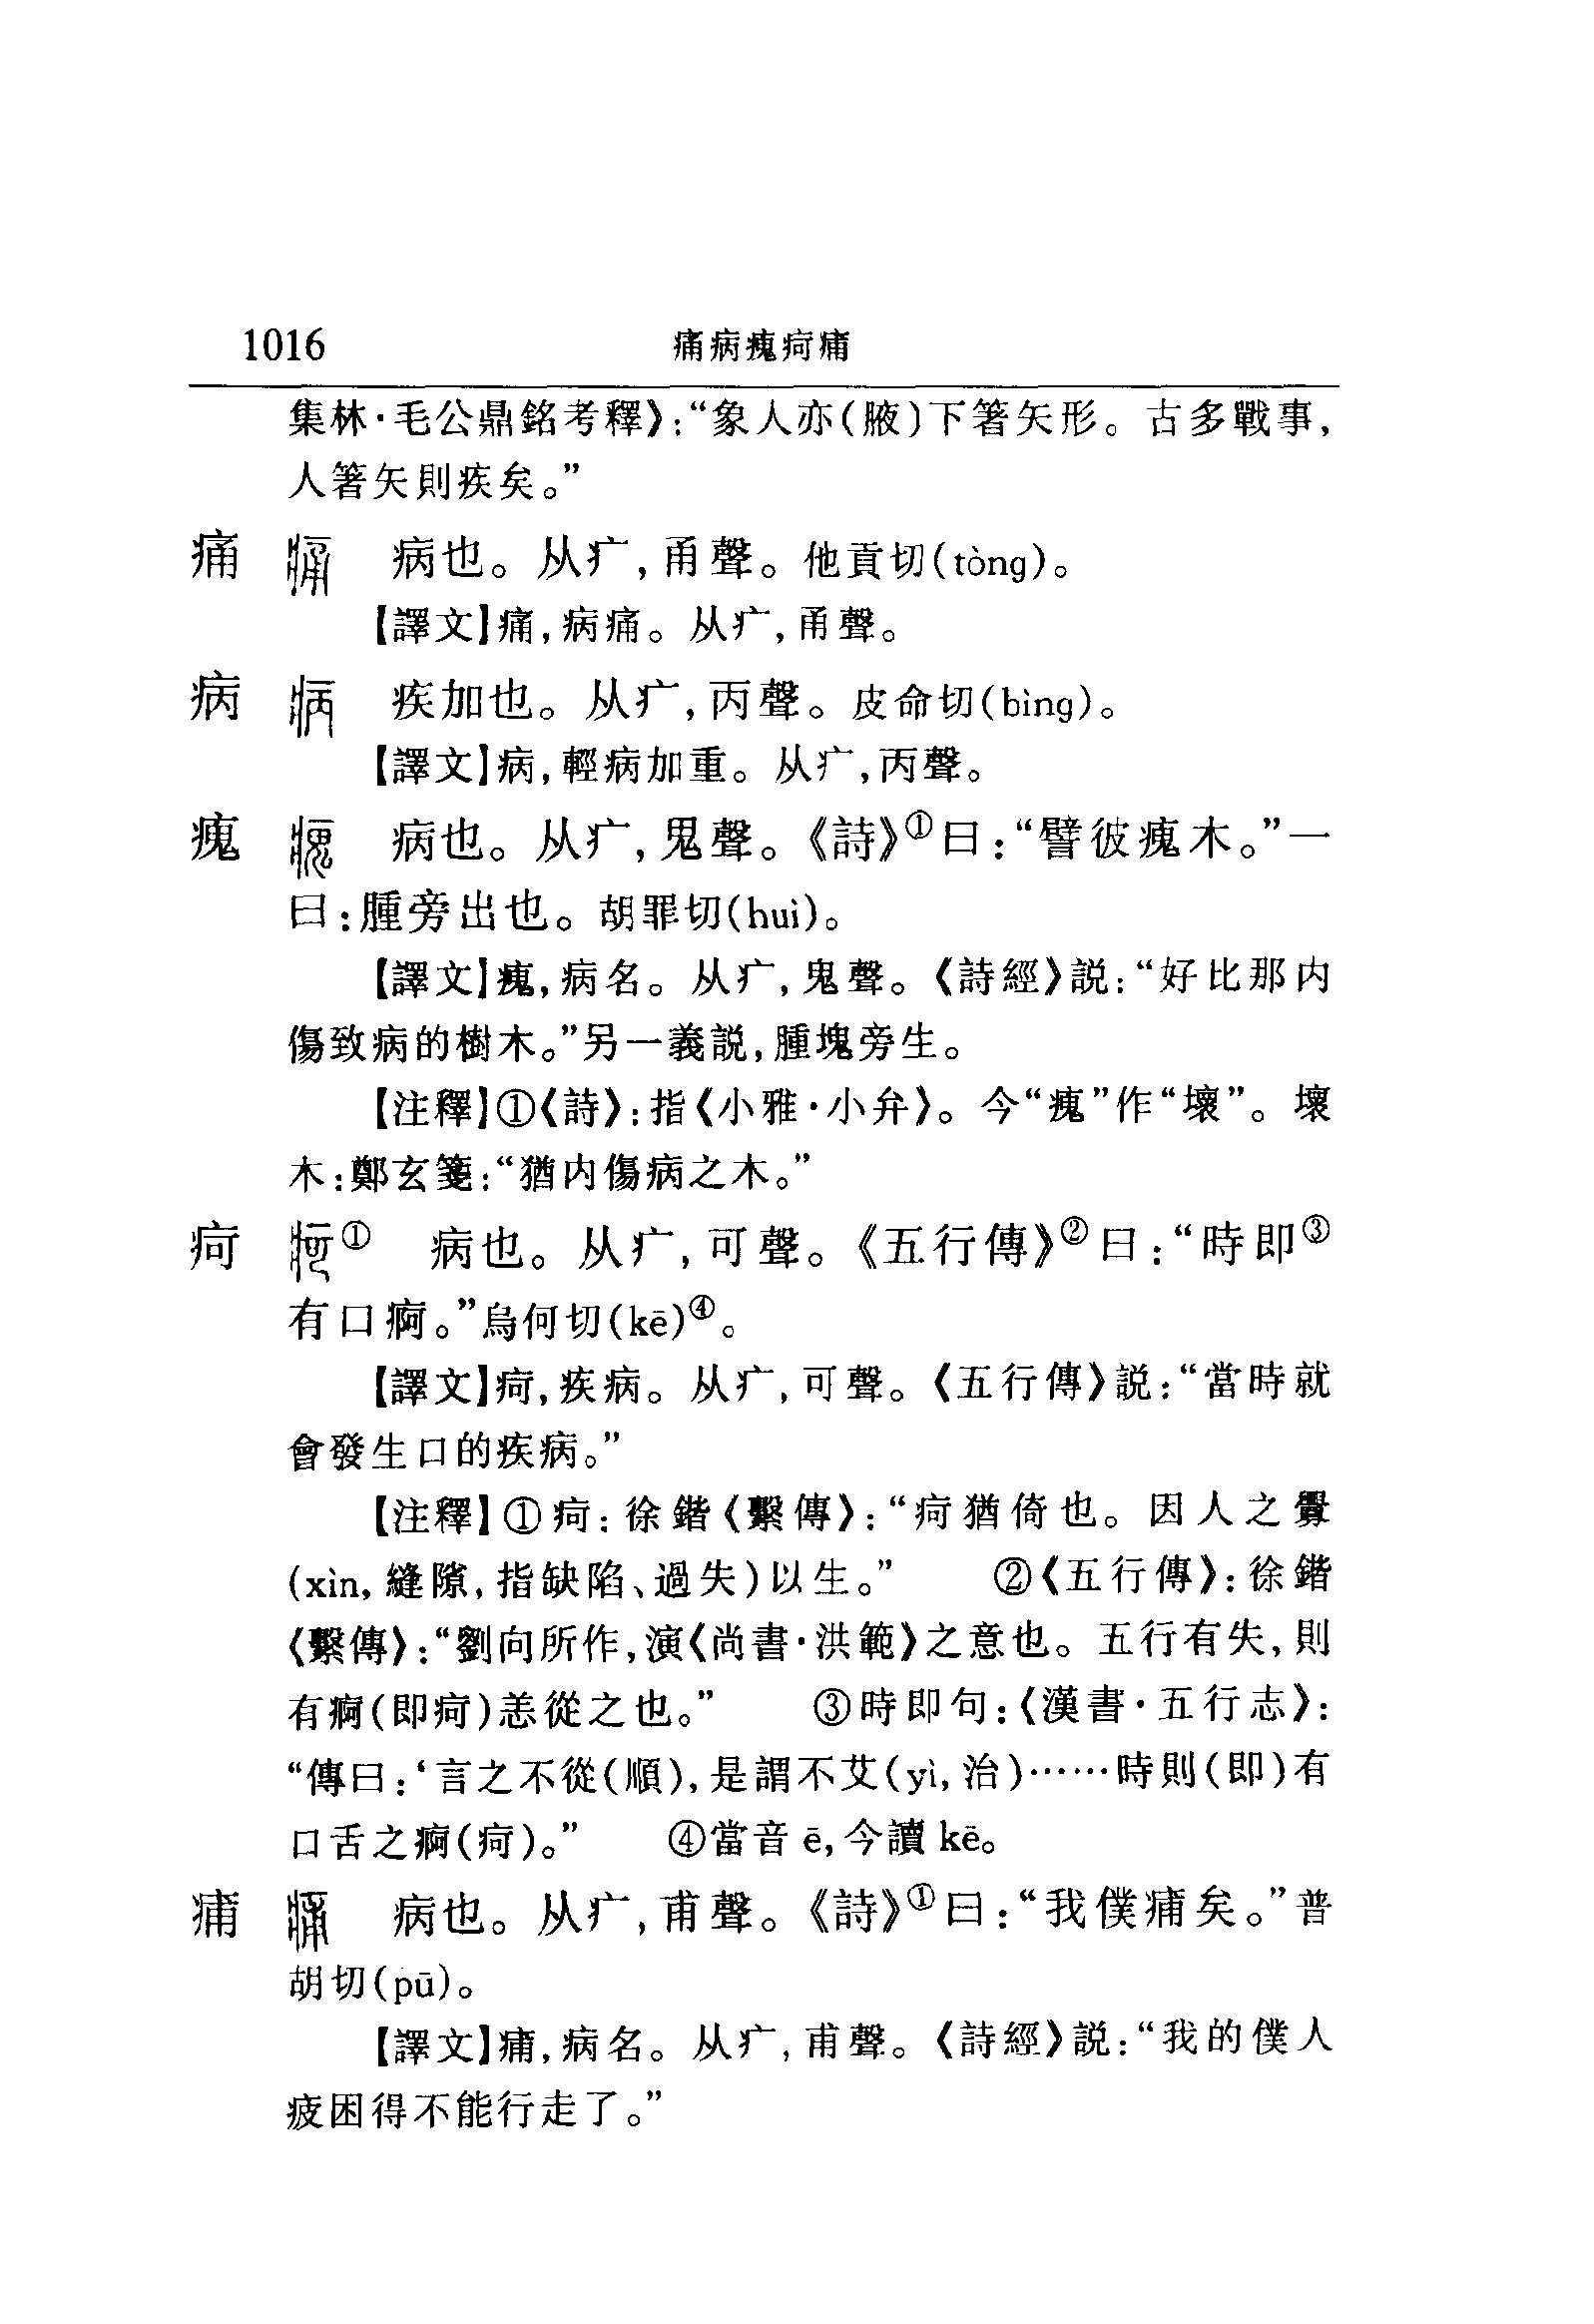 1016 痛病瘣疴痡
集林·毛公鼎銘考釋》:“象人亦(腋)下箸矢形。古多戰事,
人箸矢則疾矣。”
痛 病也。从疒,甬聲。他貢切(tòng)。
【譯文】痛,病痛。从疒,甬聲。
病 疾加也。从疒,丙聲。皮命切(bìng)。
【譯文】病,輕病加重。从疒,丙聲。
瘣 病也。从疒,鬼聲。《詩》①曰:“譬彼瘣木。”一
曰:腫旁出也。胡罪切(huì)。
【譯文】瘣,病名。从疒,鬼聲。《詩經》説:“好比那内
傷致病的樹木。”另一義説,腫塊旁生。
【注釋】①《詩》:指《小雅·小弁》。今“瘣”作“壞”。壞
木:鄭玄箋:“猶内傷病之木。”
疴 ① 病也。从疒,可聲。《五行傳》②曰:“時即③
有口痾。”烏何切(kē)④。
【譯文】疴,疾病。从疒,可聲。《五行傳》説:“當時就
會發生口的疾病。”
【注釋】①疴:徐鍇《繫傳》:“疴猶倚也。因人之釁
(xìn,縫隙,指缺陷、過失)以生。” ②《五行傳》:徐鍇
《繫傳》:“劉向所作,演《尚書·洪範》之意也。五行有失,則
有痾(即疴)恙從之也。” ③時即句:《漢書·五行志》:
“傳曰:‘言之不從(順),是謂不艾(yì,治)……時則(即)有
口舌之痾(疴)。” ④當音ē,今讀kē。
痡 病也。从疒,甫聲。《詩》①曰:“我僕痡矣。”普
胡切(pū)。
【譯文】痡,病名。从疒,甫聲。《詩經》説:“我的僕人
疲困得不能行走了。”